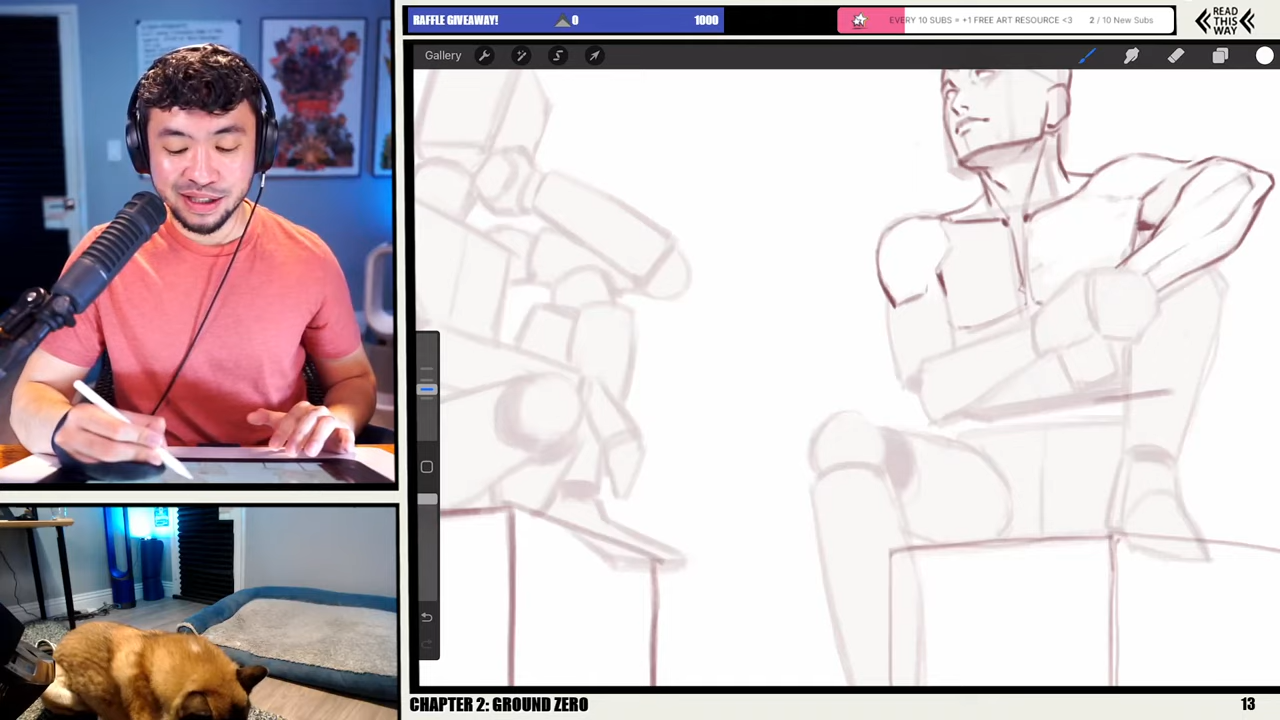 RAFFLE GIVEAWAY!
0
1000
EVERY 10 SUBS = +1 FREE ART RESOURCE <3
2 / 10 New Subs
READ
THIS
WAY
Gallery
CHAPTER 2: GROUND ZERO
13